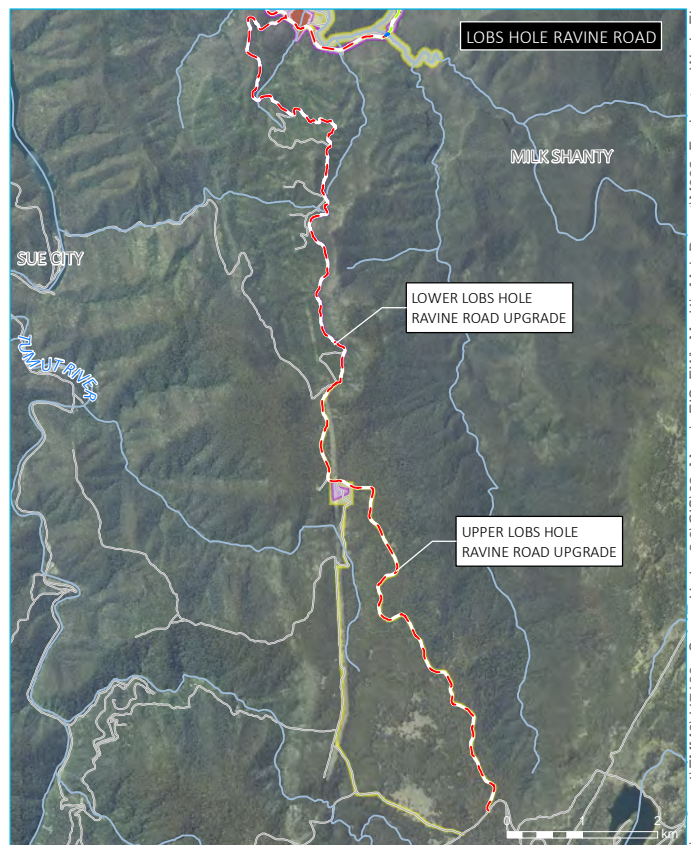 LOBS HOLE RAVINE ROAD
MILK SHANTY
SUE CITY
LOWER LOBS HOLE
RAVINE ROAD UPGRADE
TUMUT RIVER
UPPER LOBS HOLE
RAVINE ROAD UPGRADE
0 1 2
km